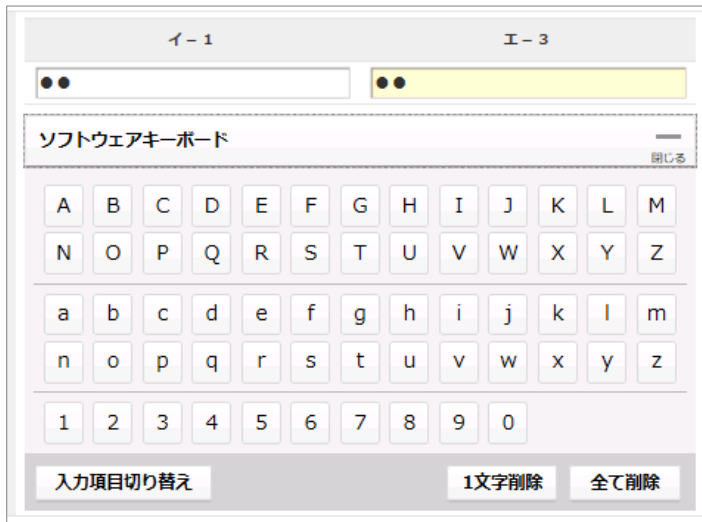 イ－1 エ－3
●● ●●
ソフトウェアキーボード
閉じる
A B C D E F G H I J K L M
N O P Q R S T U V W X Y Z
a b c d e f g h i j k l m
n o p q r s t u v w x y z
1 2 3 4 5 6 7 8 9 0
入力項目切り替え 1文字削除 全て削除